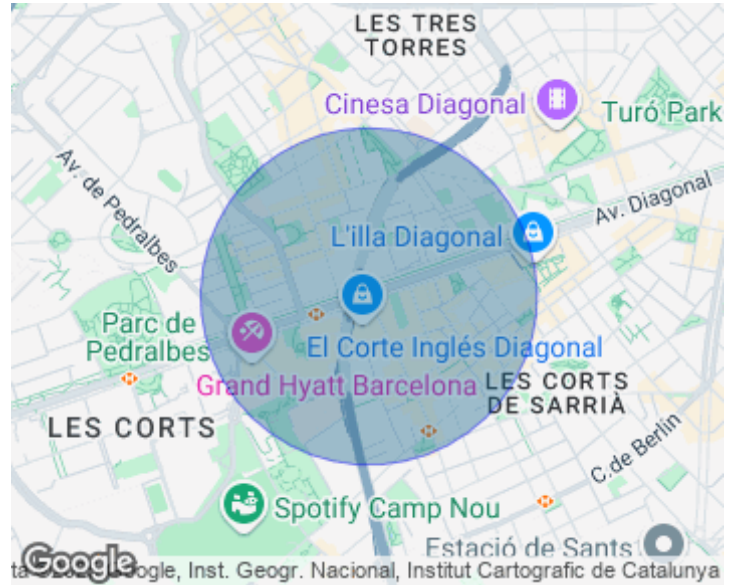 LES TRES
TORRES
Cinesa Diagonal
Turó Park
Av. de Pedralbes
Av. Diagonal
L'illa Diagonal
Parc de
Pedralbes
El Corte Inglés Diagonal
Grand Hyatt Barcelona
LES CORTS
DE SARRIÀ
LES CORTS
C.de Berlin
Spotify Camp Nou
Estació de Sants
Google
Google, Inst. Geogr. Nacional, Institut Cartografic de Catalunya